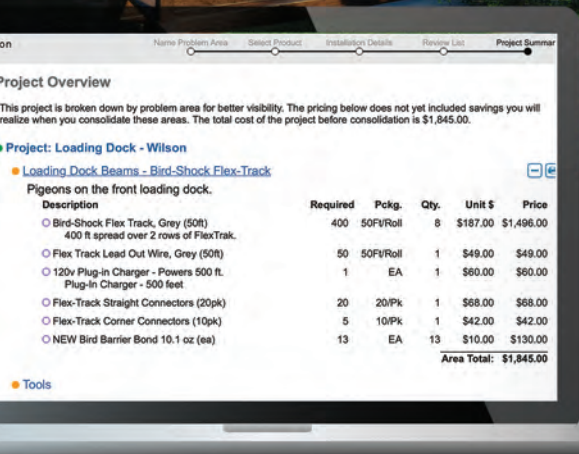 on
Name Problem Area Select Product Installation Details Review List Project Summar
Project Overview
This project is broken down by problem area for better visibility. The pricing below does not yet included savings you will
realize when you consolidate these areas. The total cost of the project before consolidation is $1,845.00.
Project: Loading Dock - Wilson
Loading Dock Beams - Bird-Shock Flex-Track
Pigeons on the front loading dock.
Description Required Pckg. Qty. Unit $ Price
Bird-Shock Flex Track, Grey (50ft) 400 50Ft/Roll 8 $187.00 $1,496.00
400 ft spread over 2 rows of FlexTrak.
Flex Track Lead Out Wire, Grey (50ft) 50 50Ft/Roll 1 $49.00 $49.00
120v Plug-in Charger - Powers 500 ft. 1 EA 1 $60.00 $60.00
Plug-In Charger - 500 feet
Flex-Track Straight Connectors (20pk) 20 20/Pk 1 $68.00 $68.00
Flex-Track Corner Connectors (10pk) 5 10/Pk 1 $42.00 $42.00
NEW Bird Barrier Bond 10.1 oz (ea) 13 EA 13 $10.00 $130.00
Area Total: $1,845.00
Tools